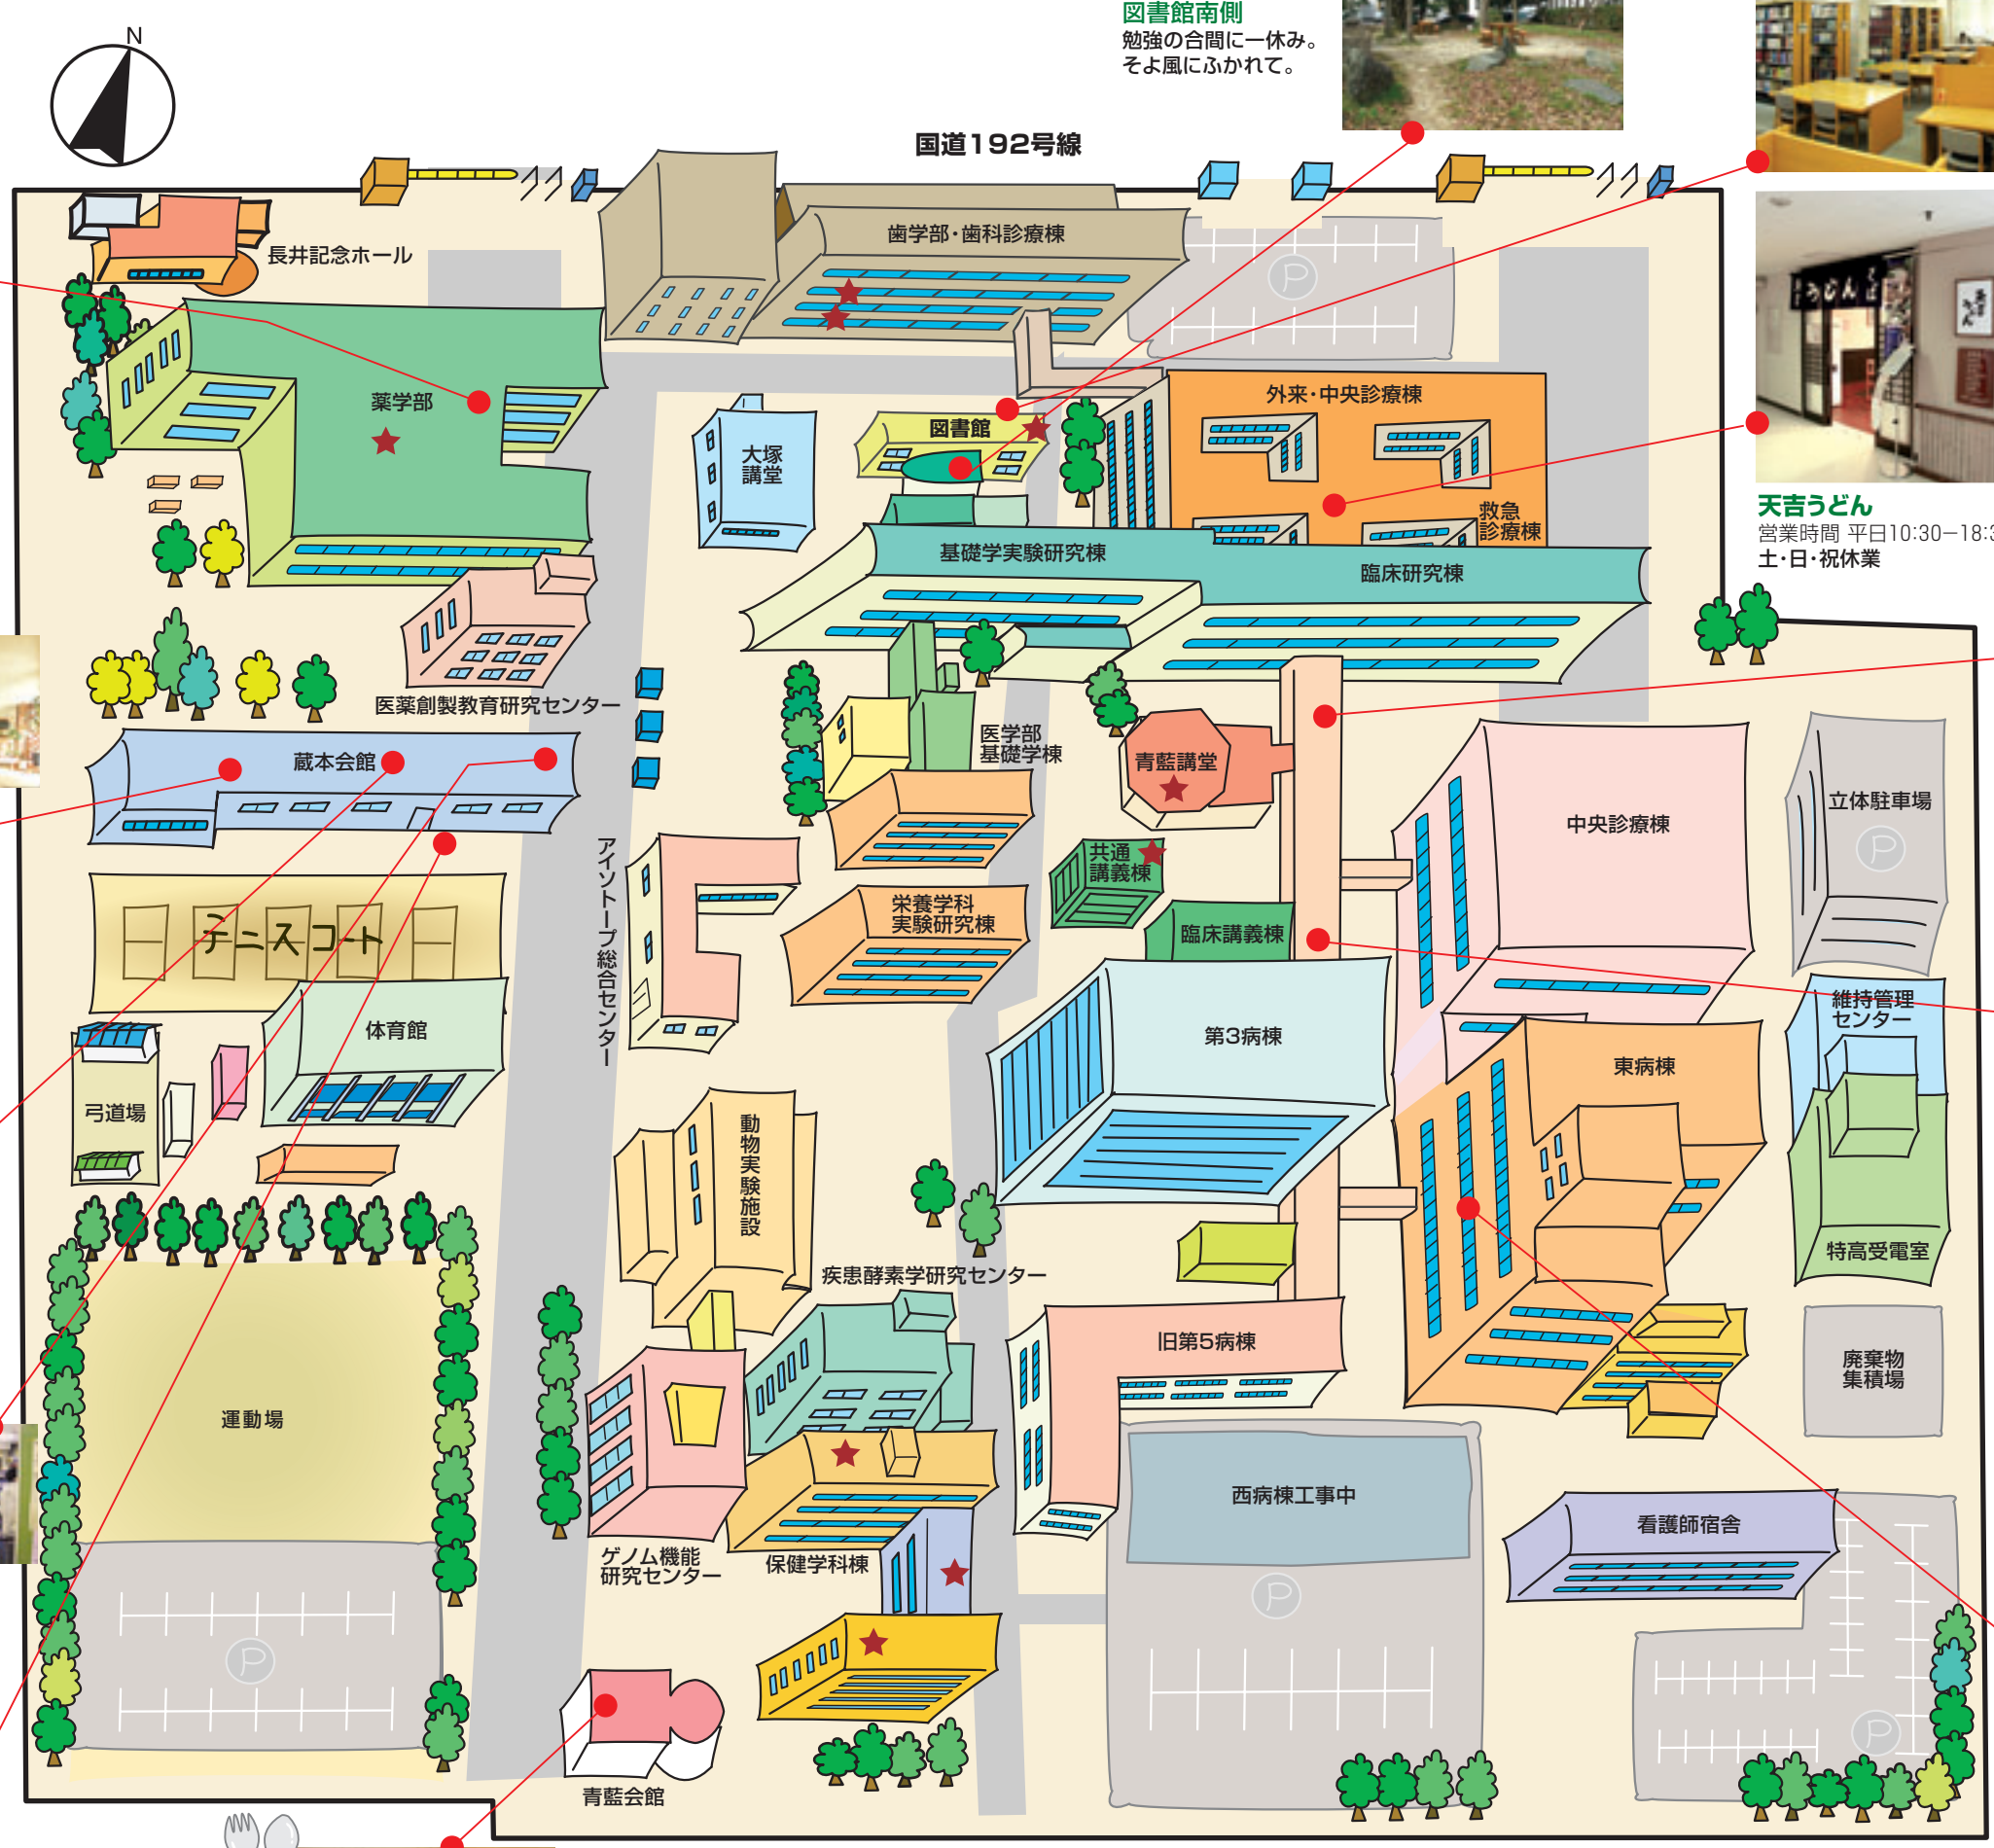 図書館南側
勉強の合間に一休み。
そよ風にふかれて。
N
国道192号線
長井記念ホール
歯学部・歯科診療棟
P
薬学部
大塚
講堂
図書館
外来・中央診療棟
救急
診療棟
うどん
天吉うどん
営業時間 平日10:30−18:3
土・日・祝休業
基礎学実験研究棟
臨床研究棟
医薬創製教育研究センター
医学部
基礎学棟
青藍講堂
蔵本会館
中央診療棟
立体駐車場
P
アイソトープ総合センター
共通
講義棟
テニスコート
栄養学科
実験研究棟
臨床講義棟
維持管理
センター
体育館
第3病棟
東病棟
弓道場
動物実験施設
特高受電室
疾患酵素学研究センター
旧第5病棟
廃棄物
集積場
運動場
西病棟工事中
看護師宿舎
ゲノム機能
研究センター
保健学科棟
P
P
P
青藍会館